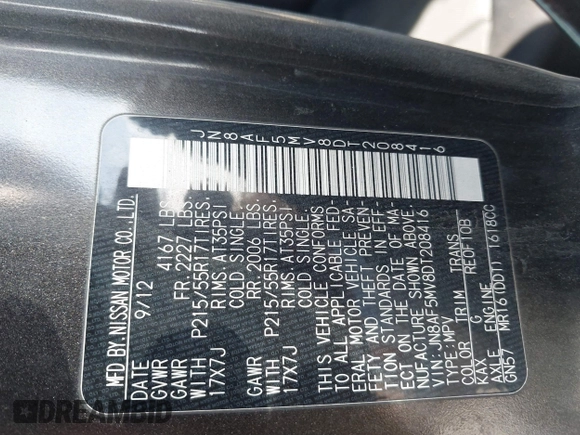 JN8AF5MV8DT208416
MFD.BY.NISSAN MOTOR CO.,LTD.
DATE 9/12
GVWR 4167 LBS.
GAWR FR.2227 LBS.
WITH P215/55R17TIRES.
17X7J RIMS.AT35PSI
COLD SINGLE.
GAWR RR.2006 LBS.
WITH P215/55R17TIRES.
17X7J RIMS.AT35PSI
COLD SINGLE.
THIS VEHICLE CONFORMS
TO ALL APPLICABLE FED-
ERAL MOTOR VEHICLE SA-
FETY AND THEFT PREVEN-
TION STANDARDS IN EFF-
ECT ON THE DATE OF MA-
NUFACTURE SHOWN ABOVE.
VIN:JN8AF5MV8DT208416
TYPE:MPV
COLOR TRIM TRANS
KAX G RE0F10B
AXLE ENGINE
GN57 MR16(DDT) 1618CC
DREAMBID